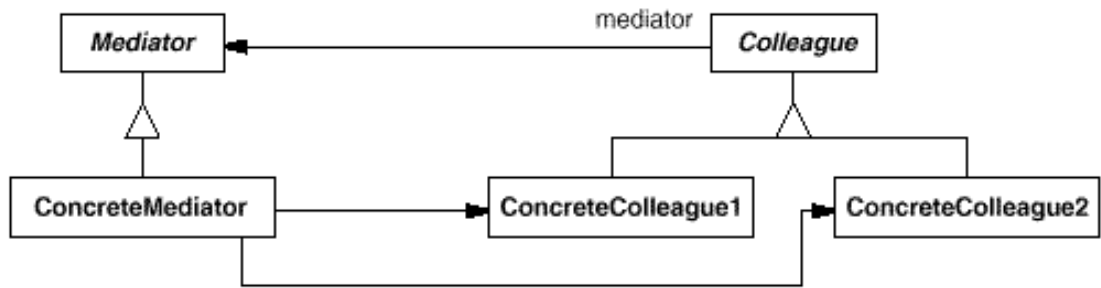 mediator
Mediator
Colleague
ConcreteMediator
ConcreteColleague1
ConcreteColleague2